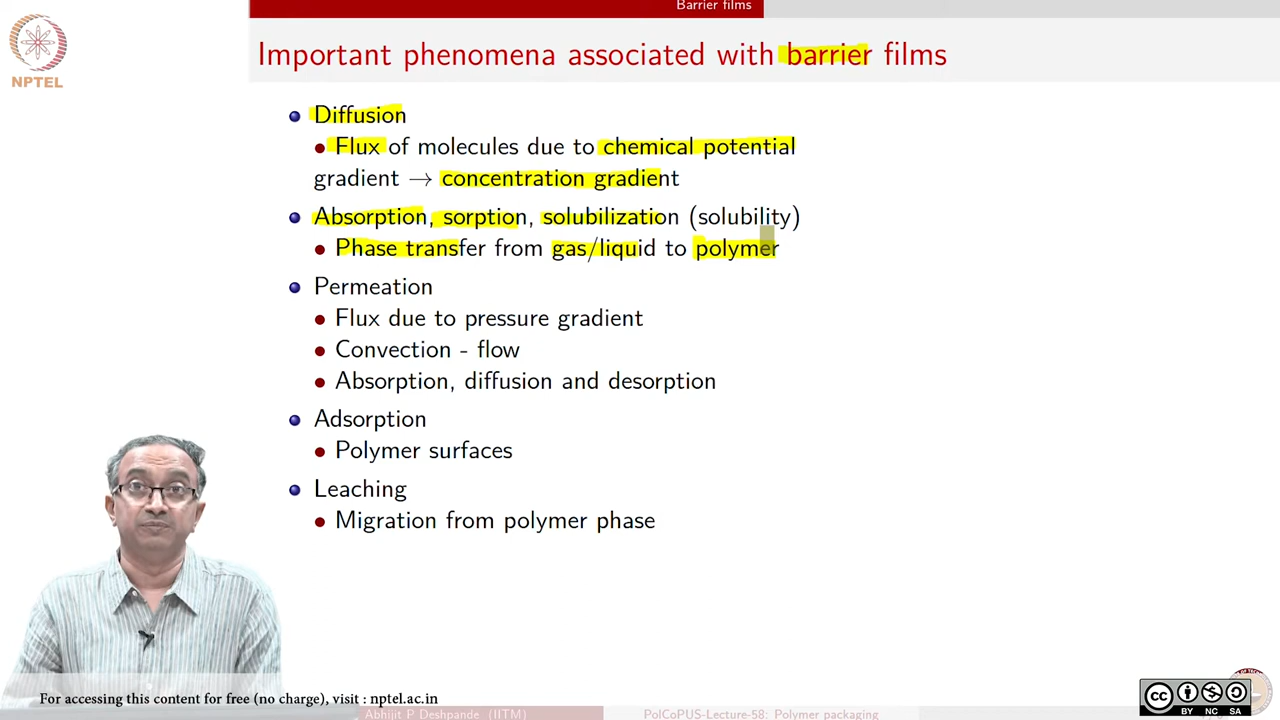 Barrier films
NPTEL
Important phenomena associated with barrier films
Diffusion
Flux of molecules due to chemical potential
gradient → concentration gradient
Absorption, sorption, solubilization (solubility)
Phase transfer from gas/liquid to polymer
Permeation
Flux due to pressure gradient
Convection - flow
Absorption, diffusion and desorption
Adsorption
Polymer surfaces
Leaching
Migration from polymer phase
For accessing this content for free (no charge), visit : nptel.ac.in
Abhijit P Deshpande (IITM)
PolCoPUS-Lecture-58: Polymer packaging
CC
BY NC SA